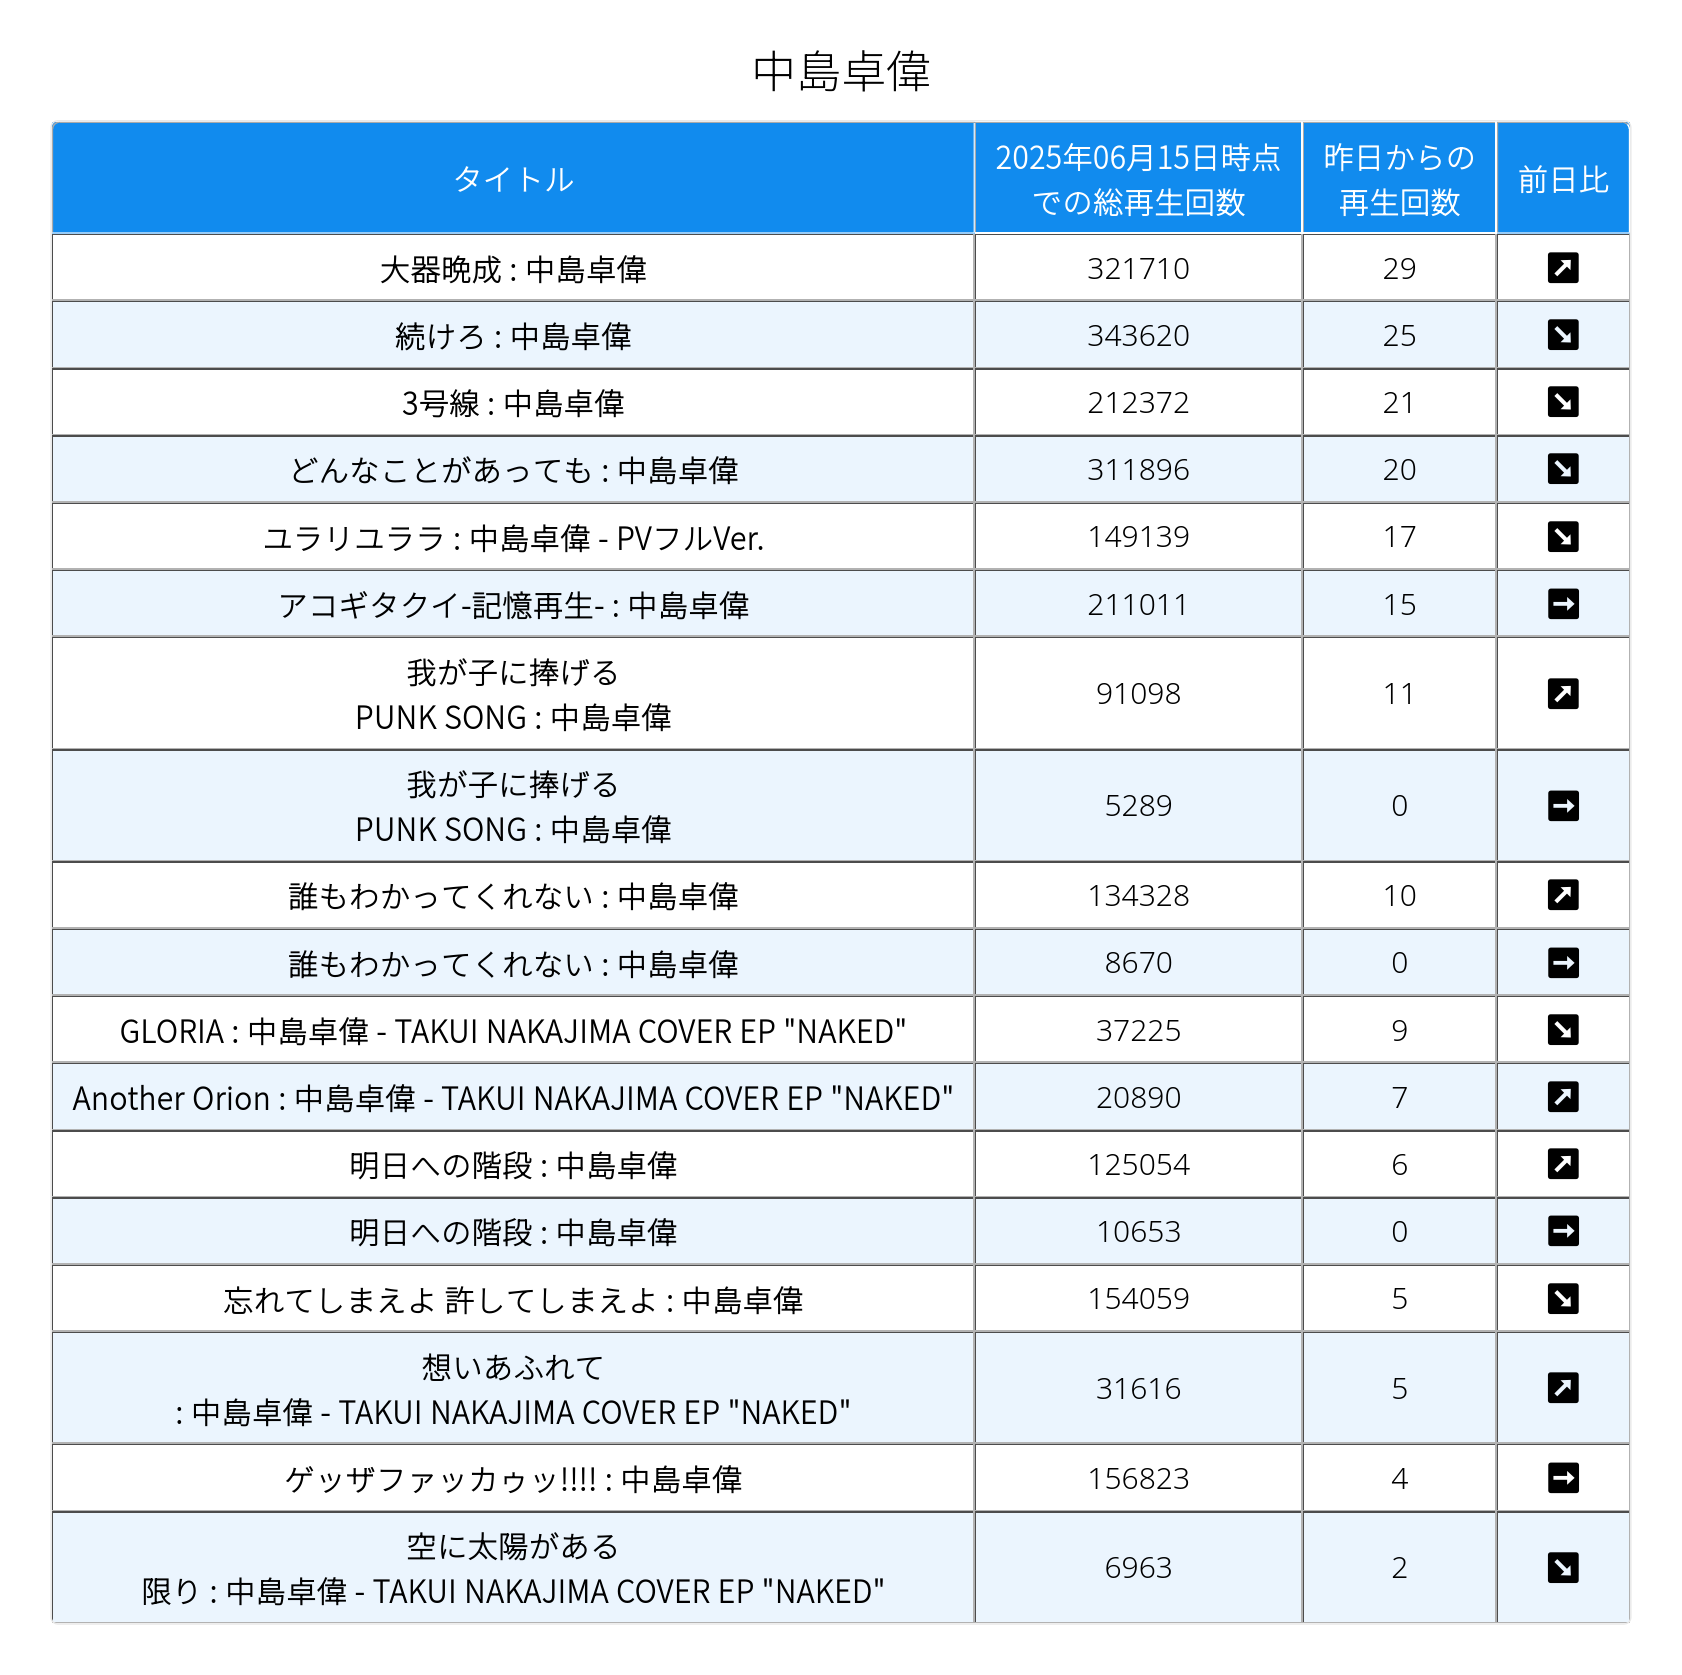 中島卓偉
タイトル
2025年06月15日時点
での総再生回数
昨日からの
再生回数
前日比
大器晩成 : 中島卓偉 321710 29
続けろ : 中島卓偉 343620 25
3号線 : 中島卓偉 212372 21
どんなことがあっても : 中島卓偉 311896 20
ユラリユララ : 中島卓偉 - PVフルVer. 149139 17
アコギタクイ-記憶再生- : 中島卓偉 211011 15
我が子に捧げる
PUNK SONG : 中島卓偉 91098 11
我が子に捧げる
PUNK SONG : 中島卓偉 5289 0
誰もわかってくれない : 中島卓偉 134328 10
誰もわかってくれない : 中島卓偉 8670 0
GLORIA : 中島卓偉 - TAKUI NAKAJIMA COVER EP "NAKED" 37225 9
Another Orion : 中島卓偉 - TAKUI NAKAJIMA COVER EP "NAKED" 20890 7
明日への階段 : 中島卓偉 125054 6
明日への階段 : 中島卓偉 10653 0
忘れてしまえよ 許してしまえよ : 中島卓偉 154059 5
想いあふれて
: 中島卓偉 - TAKUI NAKAJIMA COVER EP "NAKED" 31616 5
ゲッザファッカゥッ!!!! : 中島卓偉 156823 4
空に太陽がある
限り : 中島卓偉 - TAKUI NAKAJIMA COVER EP "NAKED" 6963 2